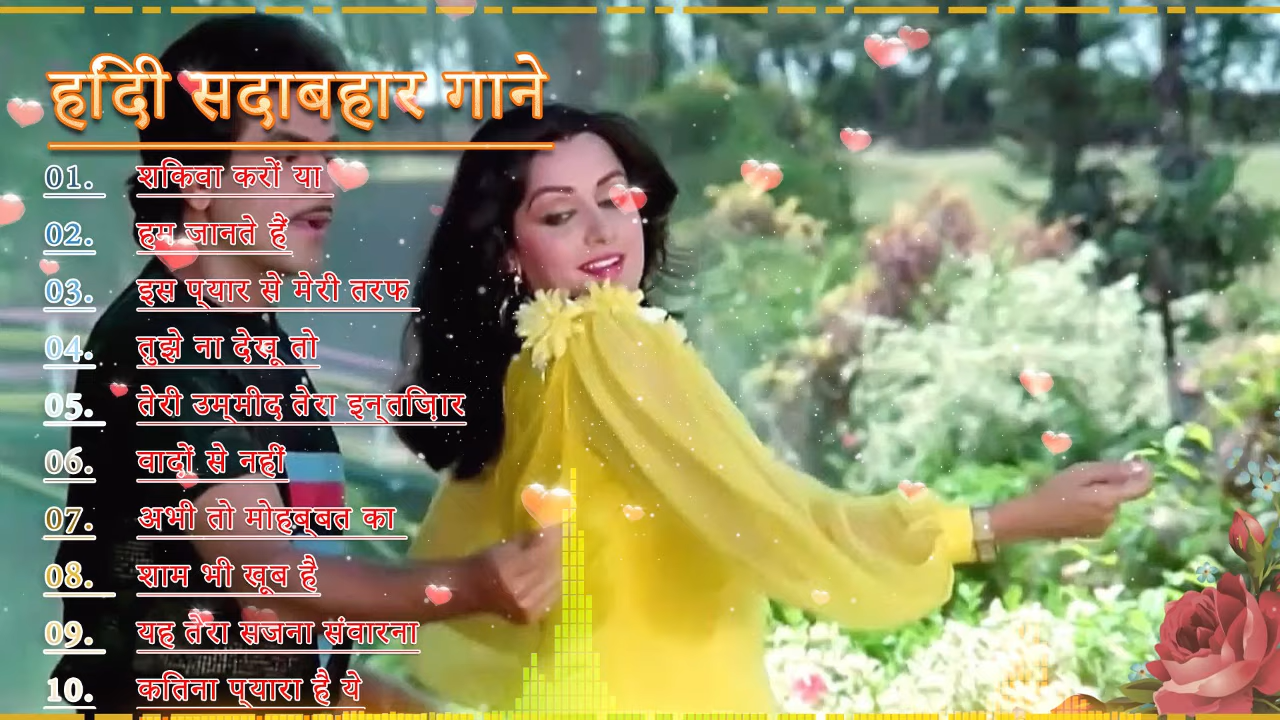 हिंदी सदाबहार गाने
01. शिकवा करों या
02. हम जानते हैं
03. इस प्यार से मेरी तरफ
04. तुझे ना देखू तो
05. तेरी उम्मीद तेरा इन्तज़िार
06. वादों से नहीं
07. अभी तो मोहब्बत का
08. शाम भी खूब है
09. यह तेरा सजना संवारना
10. कितना प्यारा है ये